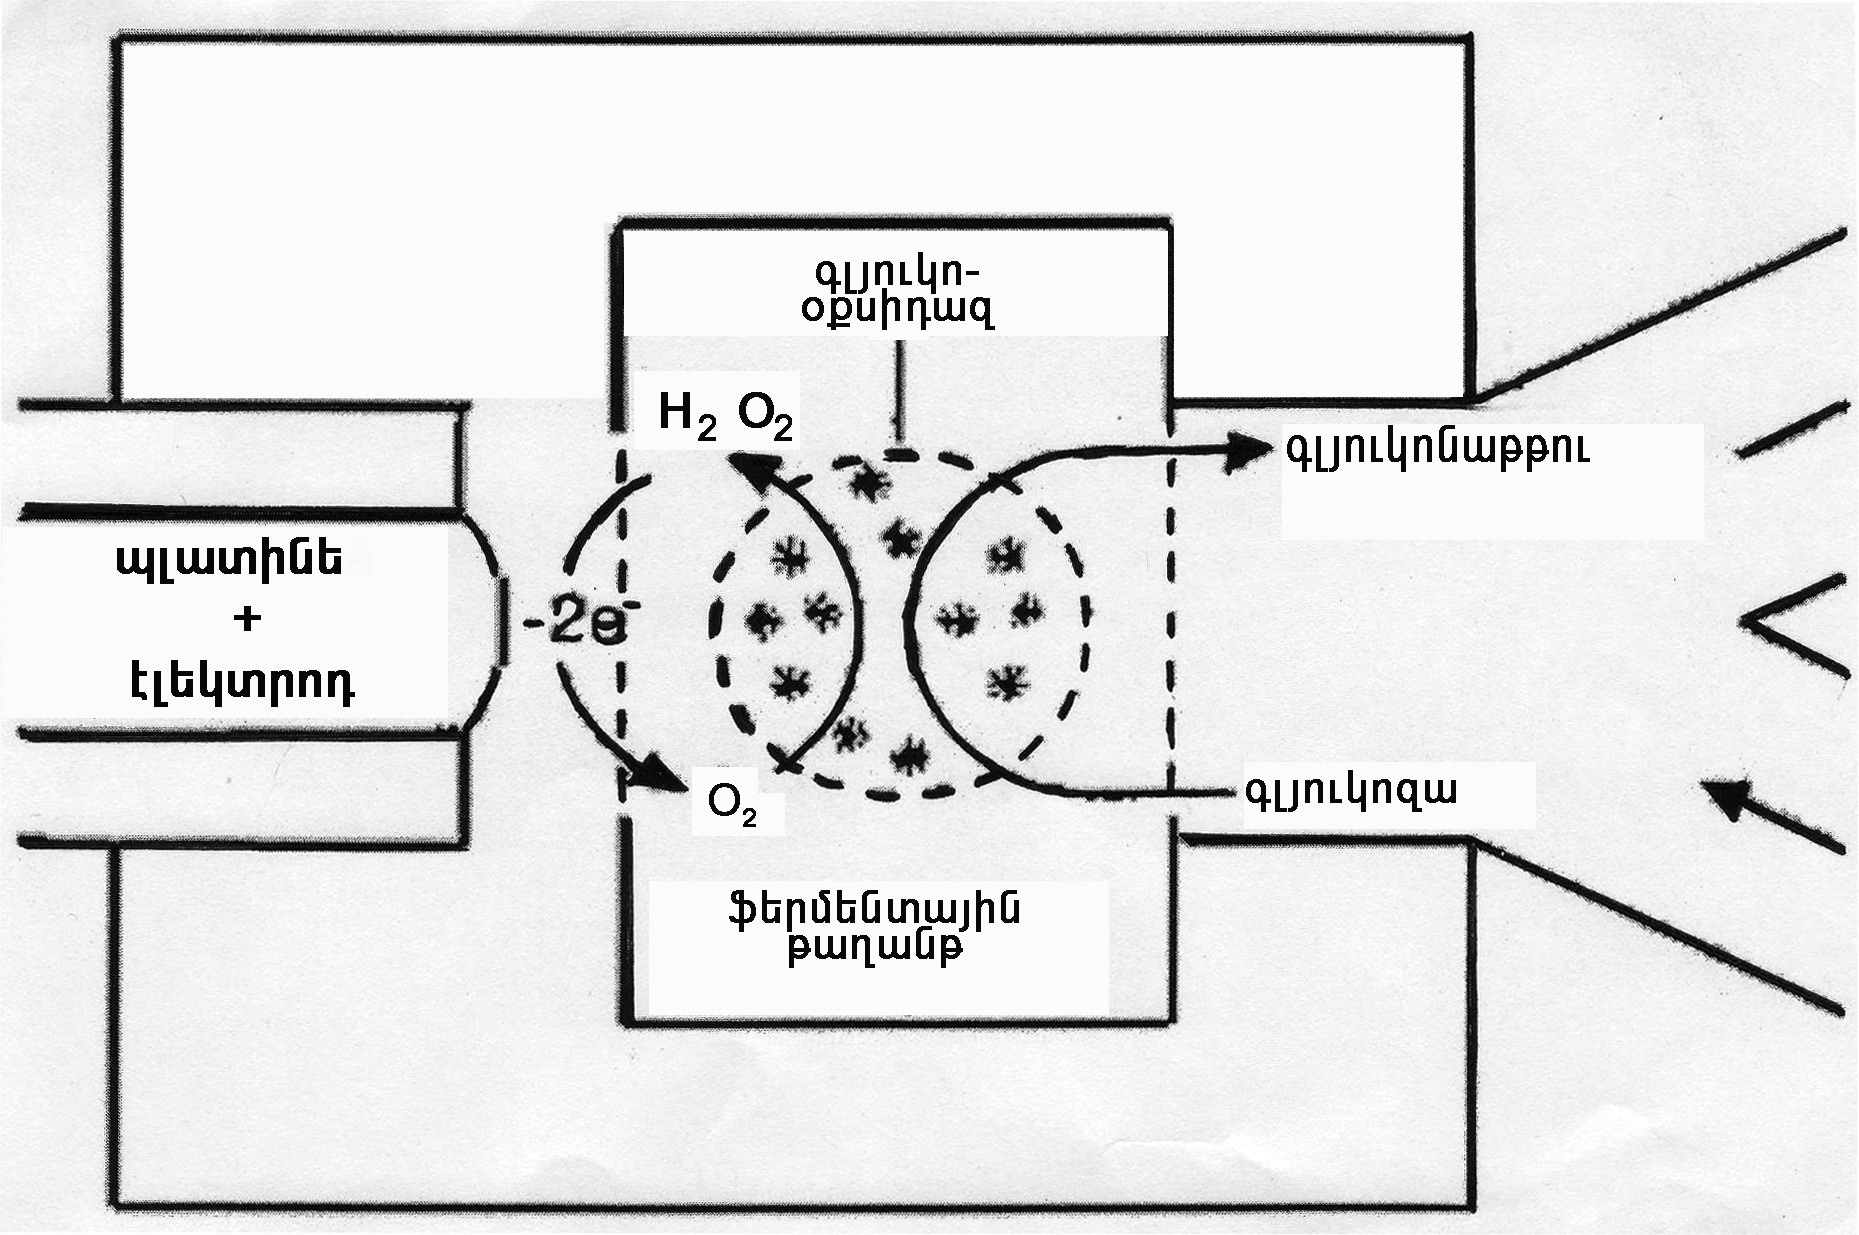 գլյուկո-
օքսիդազ
H₂ O₂
գլյուկոնաթթու
պլատինե
+
էլեկտրոդ
-2e⁻
O₂
գլյուկոզա
ֆերմենտային
թաղանթ